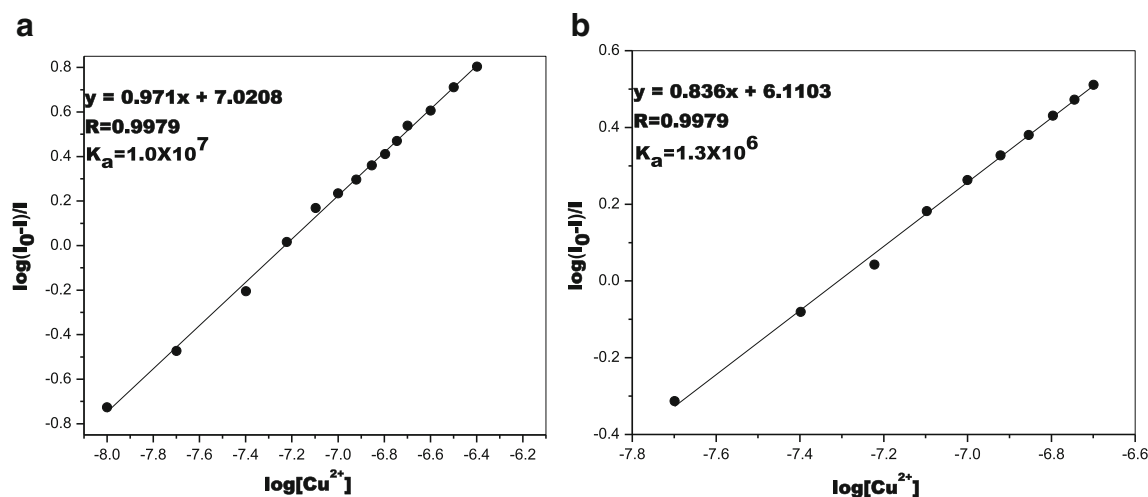 a
y = 0.971x + 7.0208
R=0.9979
Ka=1.0X10^7
log(I0-I)/I
0.8
0.6
0.4
0.2
0.0
-0.2
-0.4
-0.6
-0.8
-8.0 -7.8 -7.6 -7.4 -7.2 -7.0 -6.8 -6.6 -6.4 -6.2
log[Cu2+]
b
y = 0.836x + 6.1103
R=0.9979
Ka=1.3X10^6
log(I0-I)/I
0.6
0.4
0.2
0.0
-0.2
-0.4
-7.8 -7.6 -7.4 -7.2 -7.0 -6.8 -6.6
log[Cu2+]